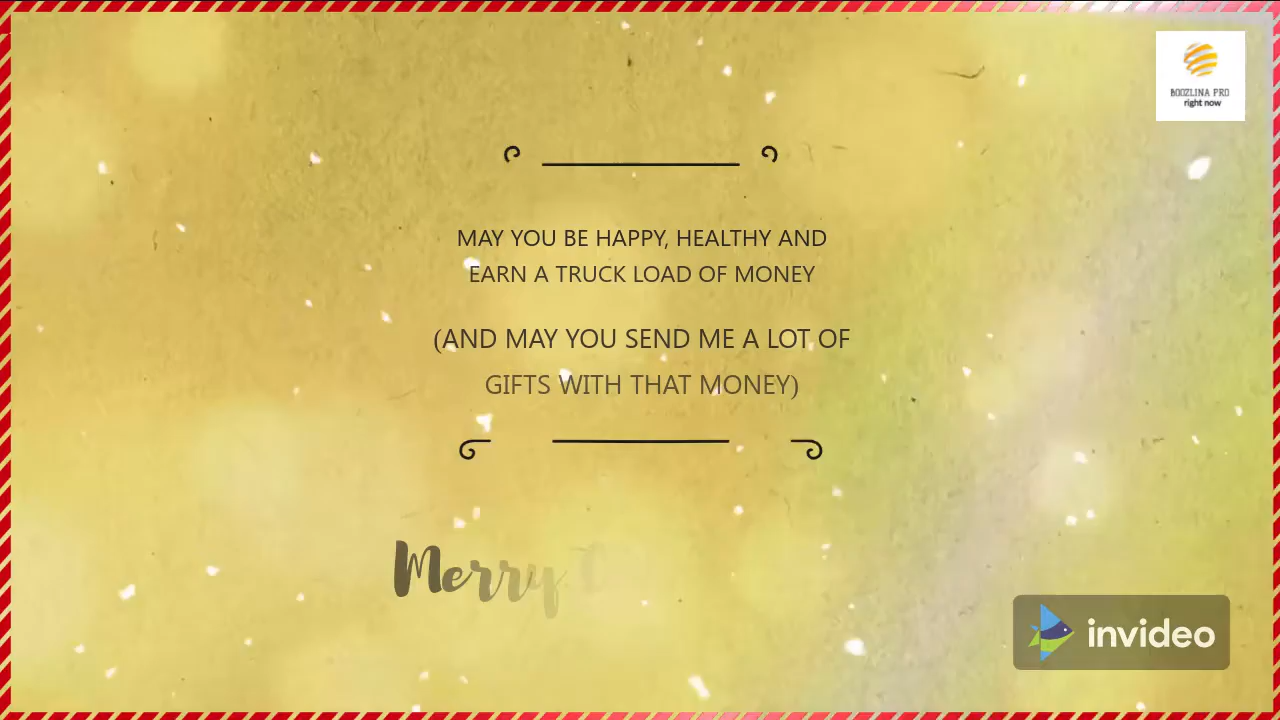 BOOZLINA PRO
right now
MAY YOU BE HAPPY, HEALTHY AND
EARN A TRUCK LOAD OF MONEY
(AND MAY YOU SEND ME A LOT OF
GIFTS WITH THAT MONEY)
Merry
invideo